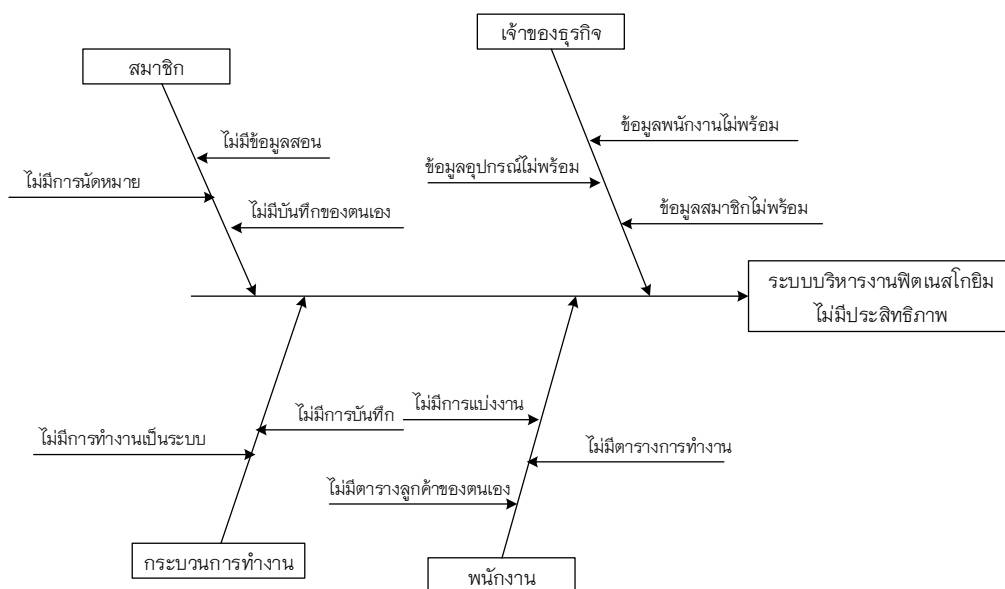 เจ้าของธุรกิจ
สมาชิก
ข้อมูลพนักงานไม่พร้อม
ไม่มีข้อมูลสอน
ข้อมูลอุปกรณ์ไม่พร้อม
ไม่มีการนัดหมาย
ไม่มีบันทึกของตนเอง
ข้อมูลสมาชิกไม่พร้อม
ระบบบริหารงานฟิตเนสโกยิม
ไม่มีประสิทธิภาพ
ไม่มีการแบ่งงาน
ไม่มีการบันทึก
ไม่มีการทำงานเป็นระบบ
ไม่มีตารางการทำงาน
ไม่มีตารางลูกค้าของตนเอง
กระบวนการทำงาน
พนักงาน